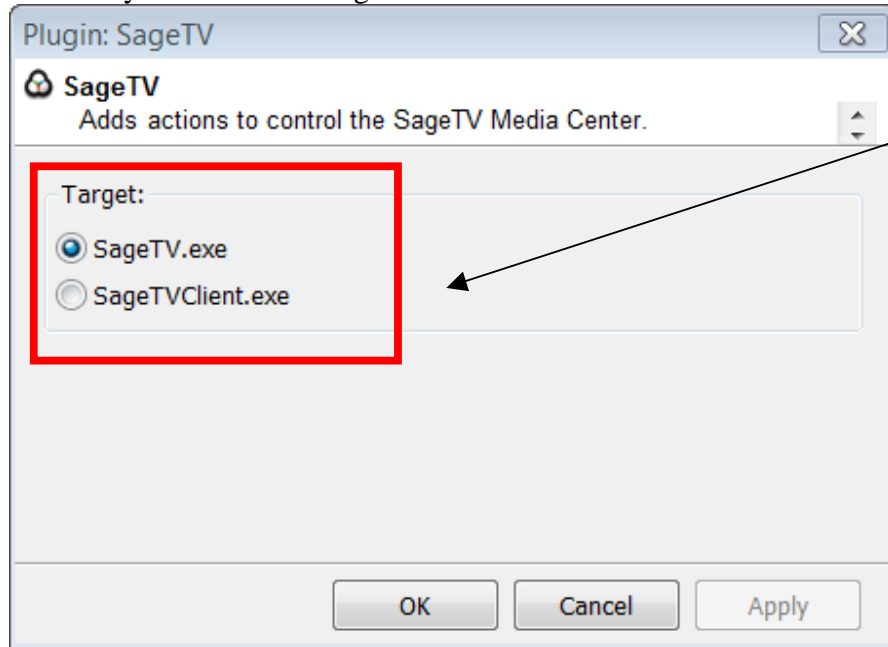 Plugin: SageTV
SageTV
Adds actions to control the SageTV Media Center.
Target:
SageTV.exe
SageTVClient.exe
OK Cancel Apply